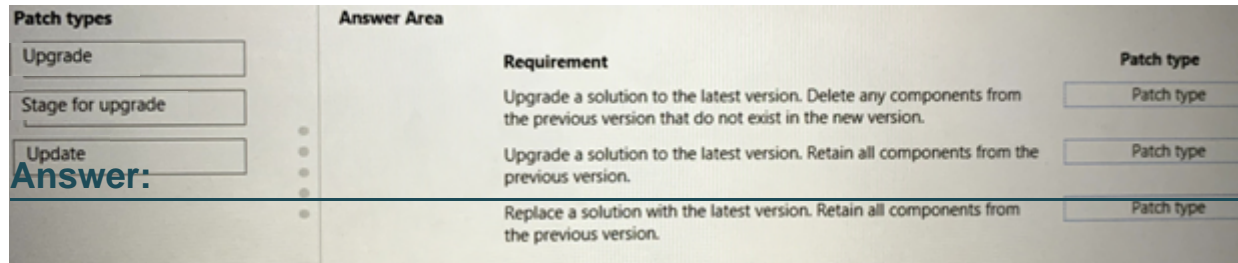 Patch types
Upgrade
Stage for upgrade
Update
Answer:
Answer Area
Requirement
Patch type
Upgrade a solution to the latest version. Delete any components from
the previous version that do not exist in the new version.
Patch type
Upgrade a solution to the latest version. Retain all components from the
previous version.
Patch type
Replace a solution with the latest version. Retain all components from
the previous version.
Patch type